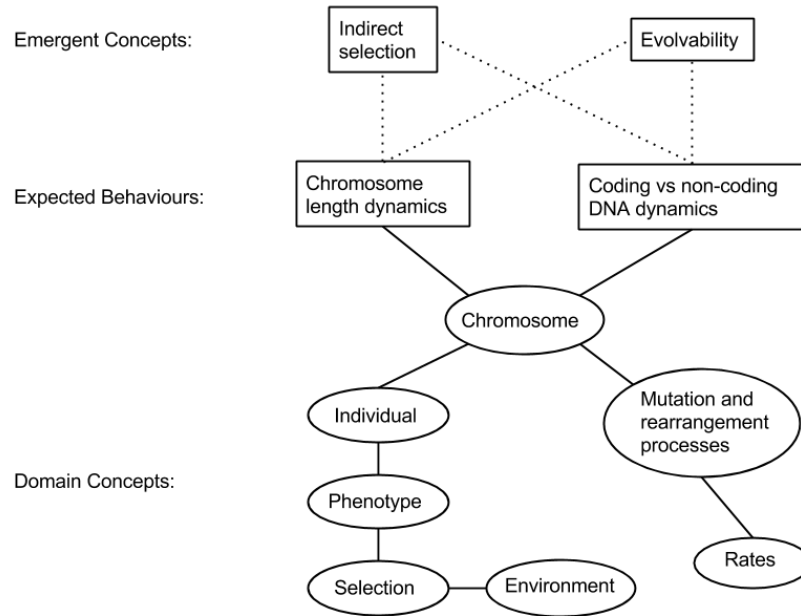 Emergent Concepts:
Indirect
selection
Evolvability
Expected Behaviours:
Chromosome
length dynamics
Coding vs non-coding
DNA dynamics
Chromosome
Individual
Mutation and
rearrangement
processes
Domain Concepts:
Phenotype
Rates
Selection
Environment